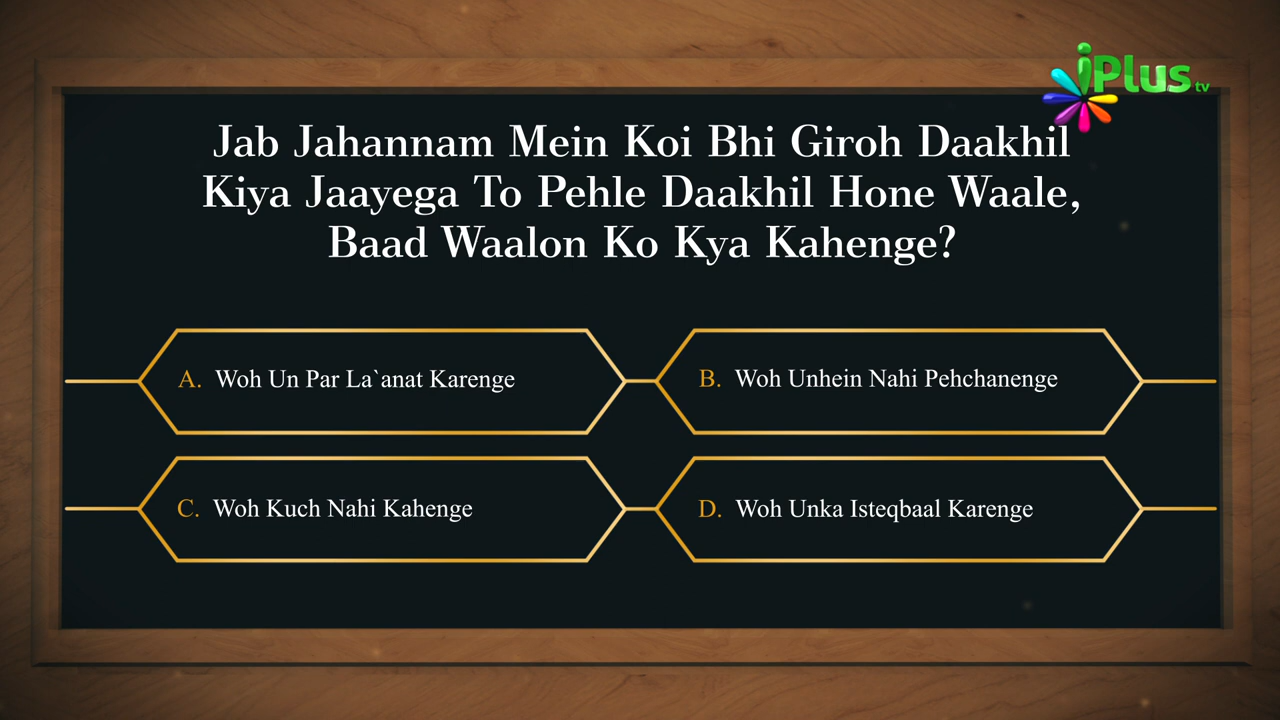 iPlus tv
Jab Jahannam Mein Koi Bhi Giroh Daakhil
Kiya Jaayega To Pehle Daakhil Hone Waale,
Baad Waalon Ko Kya Kahenge?
A. Woh Un Par La`anat Karenge
B. Woh Unhein Nahi Pehchanenge
C. Woh Kuch Nahi Kahenge
D. Woh Unka Isteqbaal Karenge